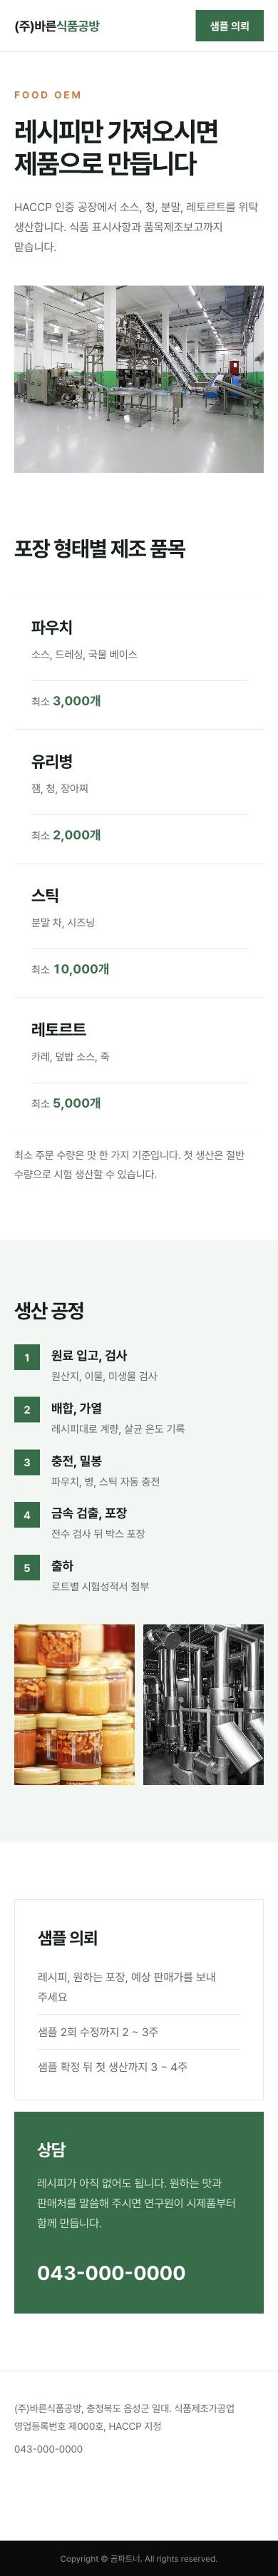 (주)바른식품공방
샘플 의뢰
FOOD OEM
레시피만 가져오시면
제품으로 만듭니다
HACCP 인증 공장에서 소스, 청, 분말, 레토르트를 위탁
생산합니다. 식품 표시사항과 품목제조보고까지
맡습니다.
포장 형태별 제조 품목
파우치
소스, 드레싱, 국물 베이스
최소 3,000개
유리병
잼, 청, 장아찌
최소 2,000개
스틱
분말 차, 시즈닝
최소 10,000개
레토르트
카레, 덮밥 소스, 죽
최소 5,000개
최소 주문 수량은 맛 한 가지 기준입니다. 첫 생산은 절반
수량으로 시험 생산할 수 있습니다.
생산 공정
1 원료 입고, 검사
원산지, 이물, 미생물 검사
2 배합, 가열
레시피대로 계량, 살균 온도 기록
3 충전, 밀봉
파우치, 병, 스틱 자동 충전
4 금속 검출, 포장
전수 검사 뒤 박스 포장
5 출하
로트별 시험성적서 첨부
샘플 의뢰
레시피, 원하는 포장, 예상 판매가를 보내
주세요
샘플 2회 수정까지 2 ~ 3주
샘플 확정 뒤 첫 생산까지 3 ~ 4주
상담
레시피가 아직 없어도 됩니다. 원하는 맛과
판매처를 말씀해 주시면 연구원이 시제품부터
함께 만듭니다.
043-000-0000
(주)바른식품공방, 충청북도 음성군 일대. 식품제조가공업
영업등록번호 제000호, HACCP 지정
043-000-0000
Copyright © 곰파트너. All rights reserved.